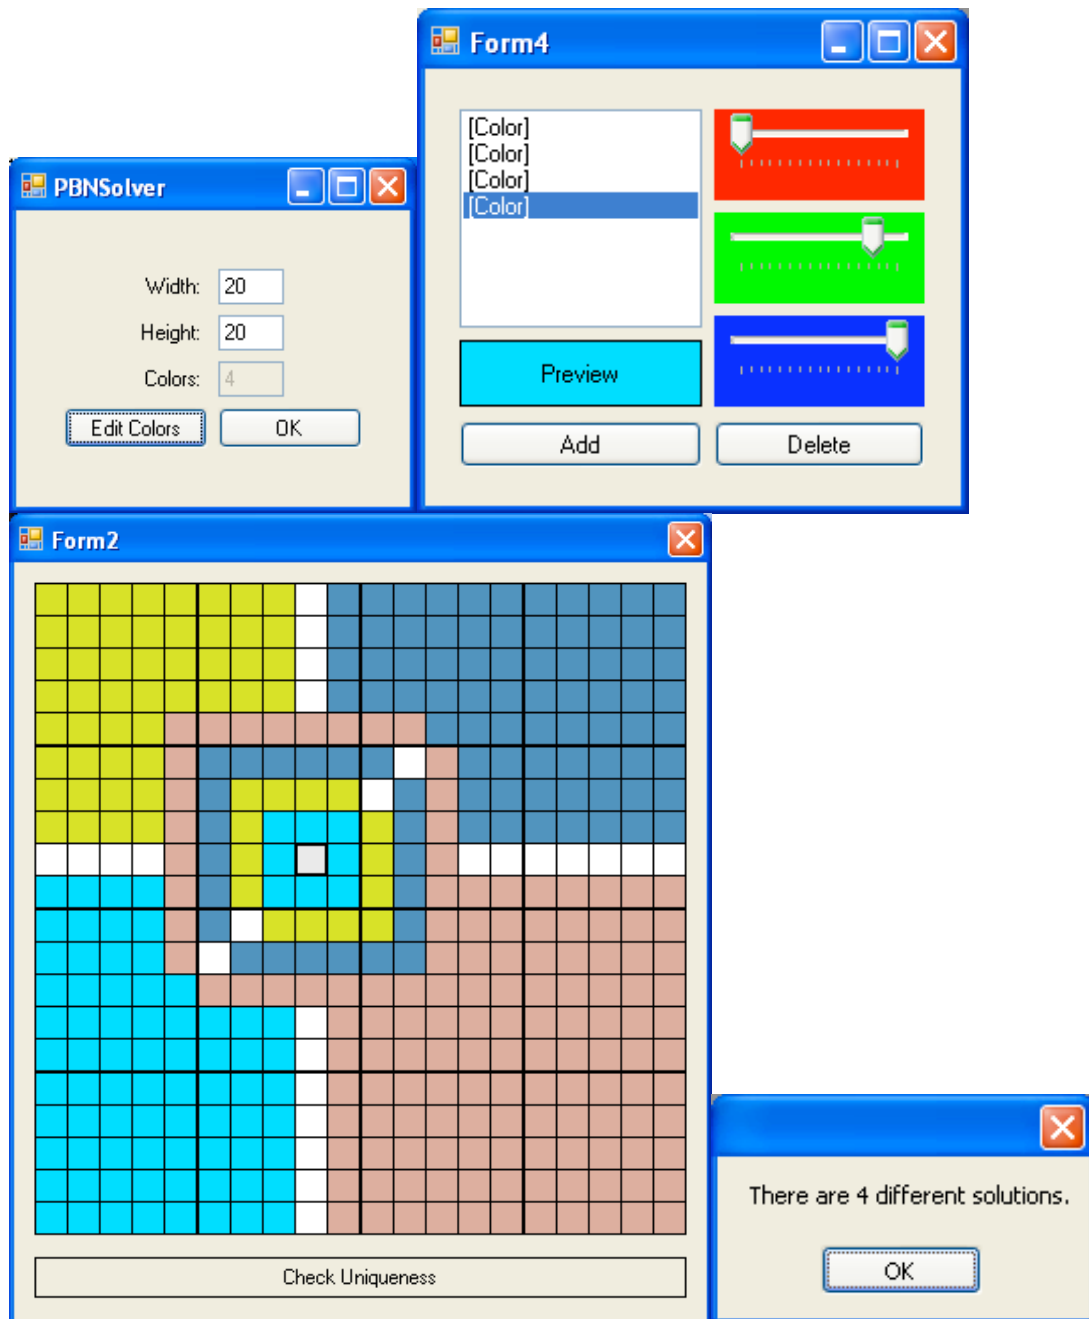 Form4
[Color]
[Color]
[Color]
[Color]
Preview
Add
Delete
PBNSolver
Width: 20
Height: 20
Colors: 4
Edit Colors
OK
Form2
Check Uniqueness
There are 4 different solutions.
OK